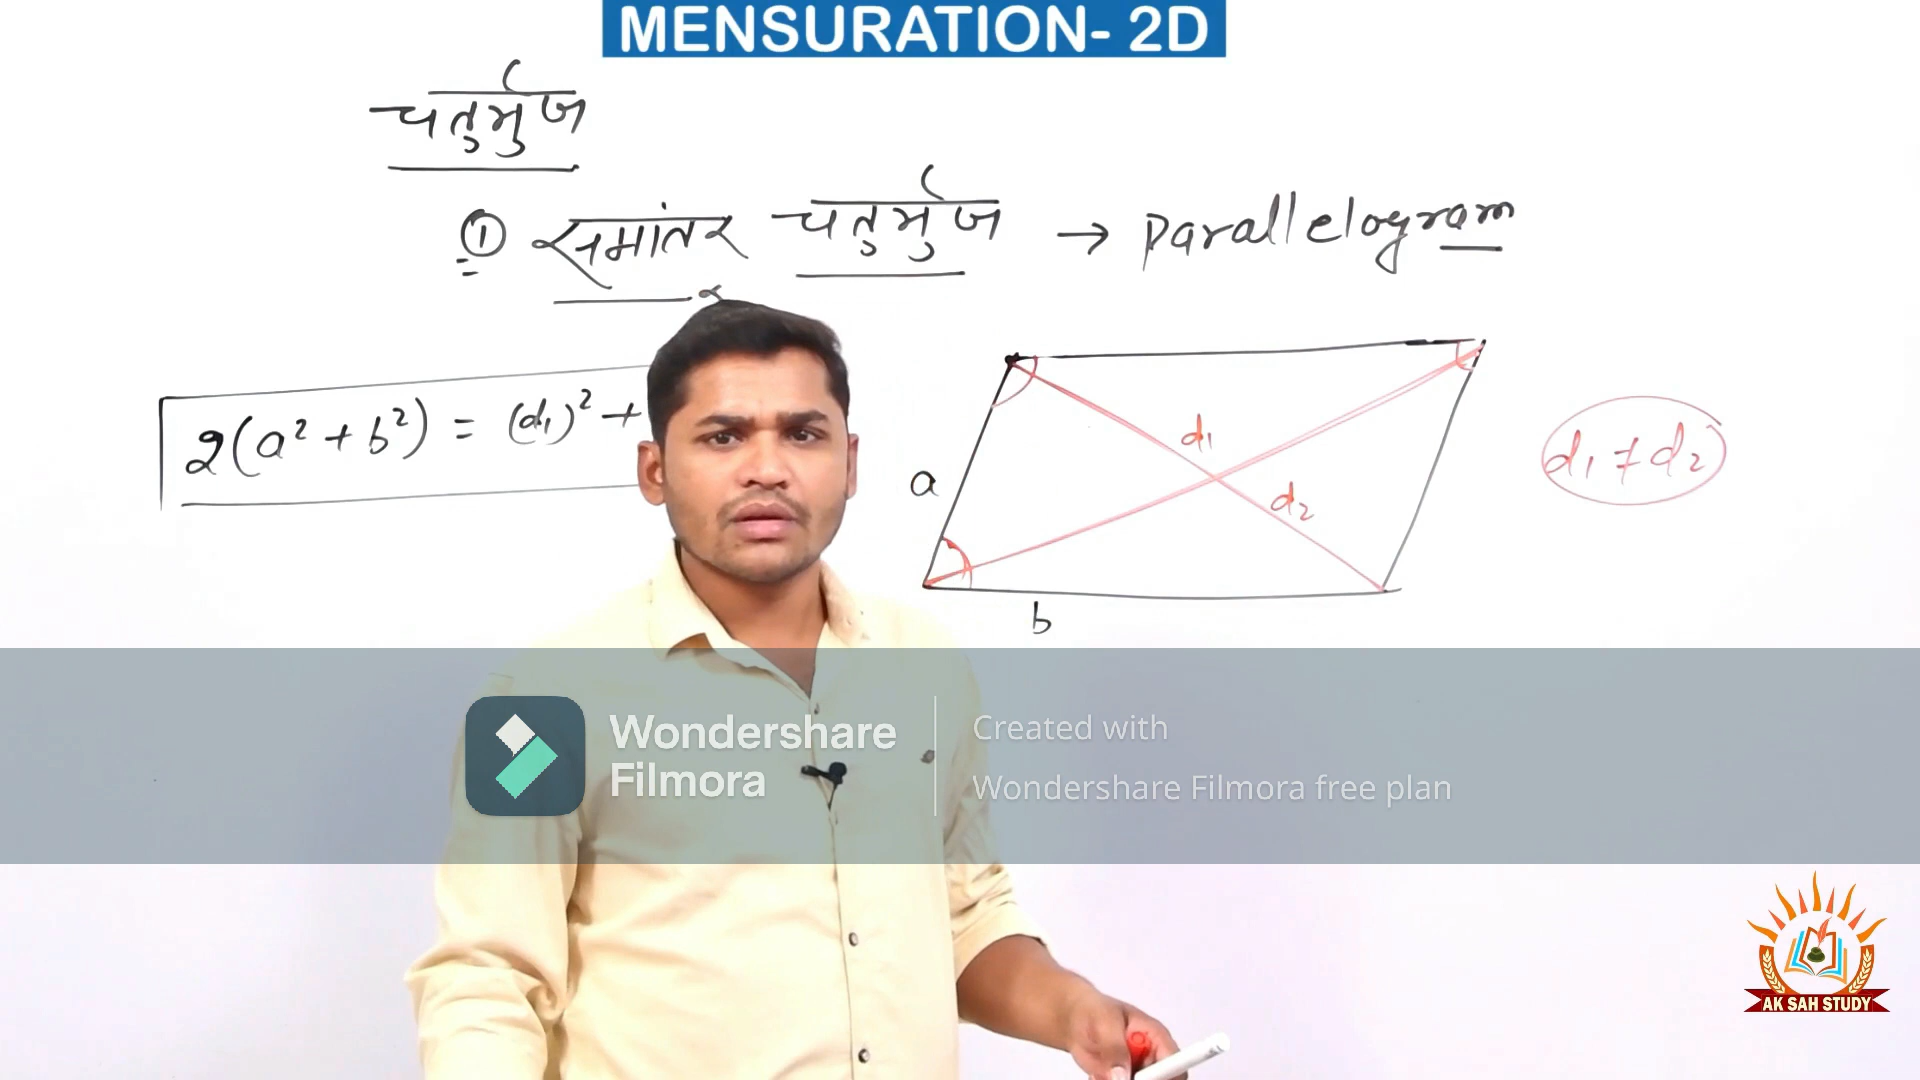 MENSURATION- 2D
चतुर्भुज
① समांतर चतुर्भुज → parallelogram
2(a² + b²) = (d₁)² +
a
d₁
d₂
b
d₁ ≠ d₂
Wondershare Filmora
Created with
Wondershare Filmora free plan
AK SAH STUDY